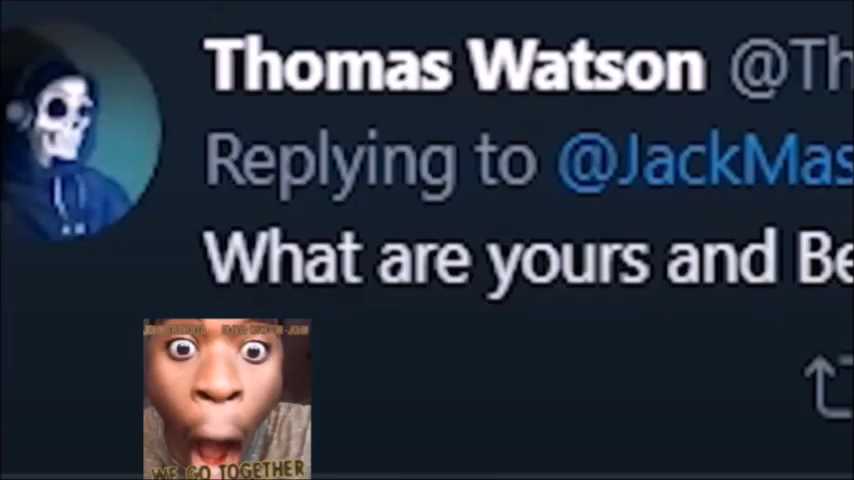 Thomas Watson @Th
Replying to @JackMas
What are yours and Be
WE GO TOGETHER